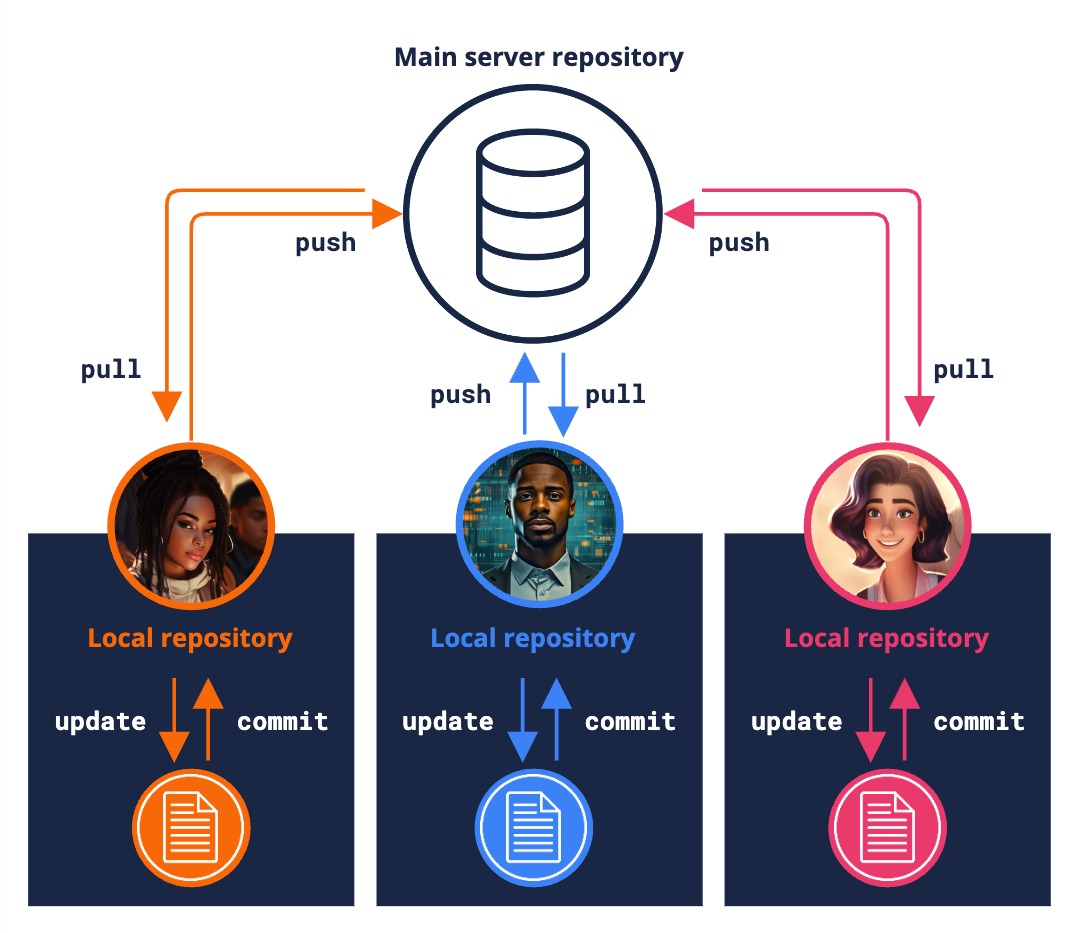 Main server repository
push
push
pull
pull
push
pull
Local repository
Local repository
Local repository
update
commit
update
commit
update
commit